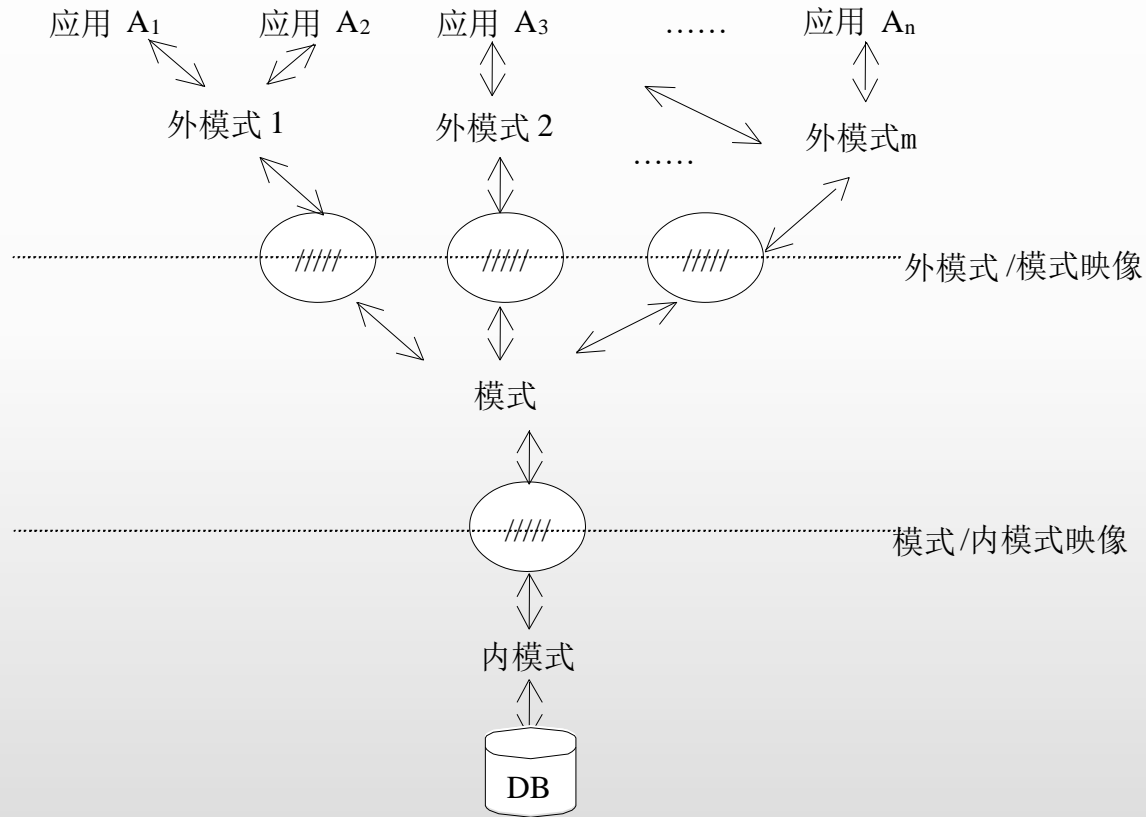 应用 A₁ 应用 A₂ 应用 A₃ …… 应用 Aₙ
外模式 1 外模式 2 外模式m
……
///// ///// /////
外模式 /模式映像
模式
/////
模式 /内模式映像
内模式
DB